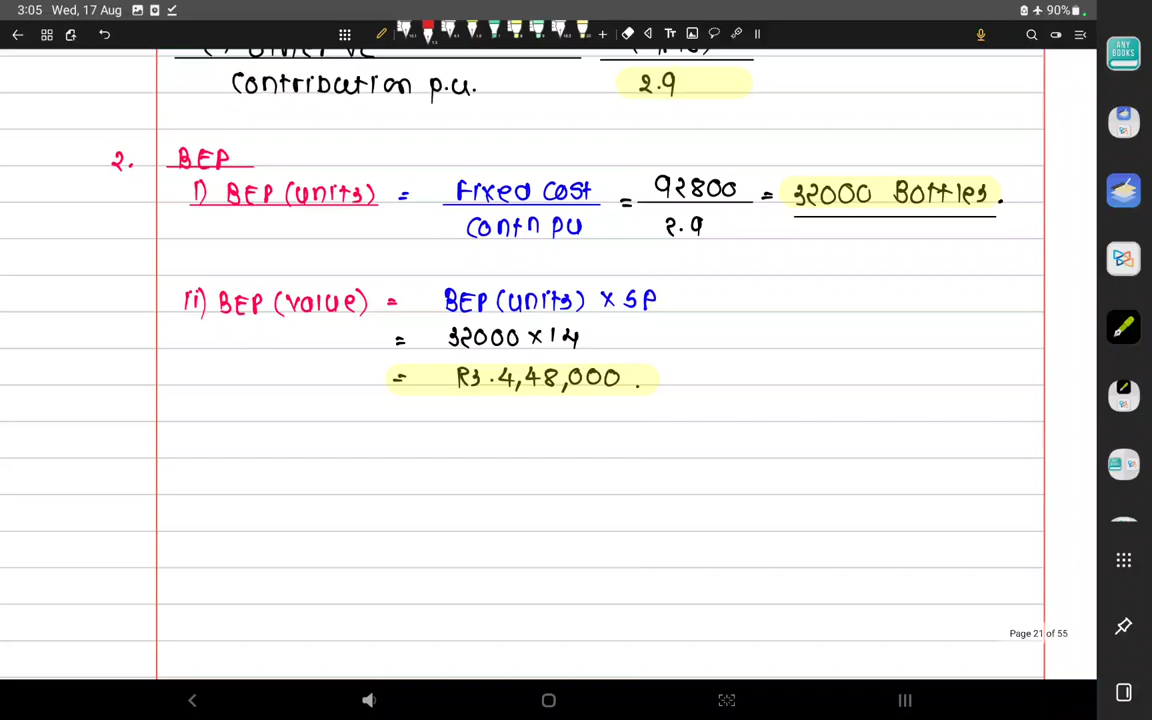 3:05 Wed, 17 Aug 90%
Contribution p.u. 2.9
2. BEP
i) BEP (units) = Fixed Cost / Contn pu = 92800 / 2.9 = 32000 Bottles.
ii) BEP (value) = BEP (units) × SP
= 32000 × 14
= Rs. 4,48,000.
Page 21 of 55
ANY BOOKS